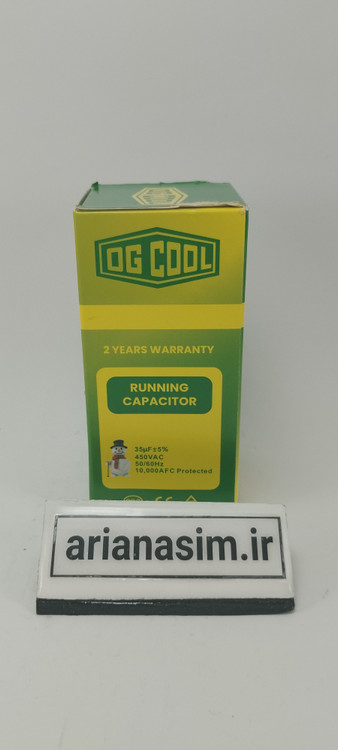 OG COOL
2 YEARS WARRANTY
RUNNING
CAPACITOR
35µF±5%
450VAC
50/60Hz
10,000AFC Protected
arianasim.ir